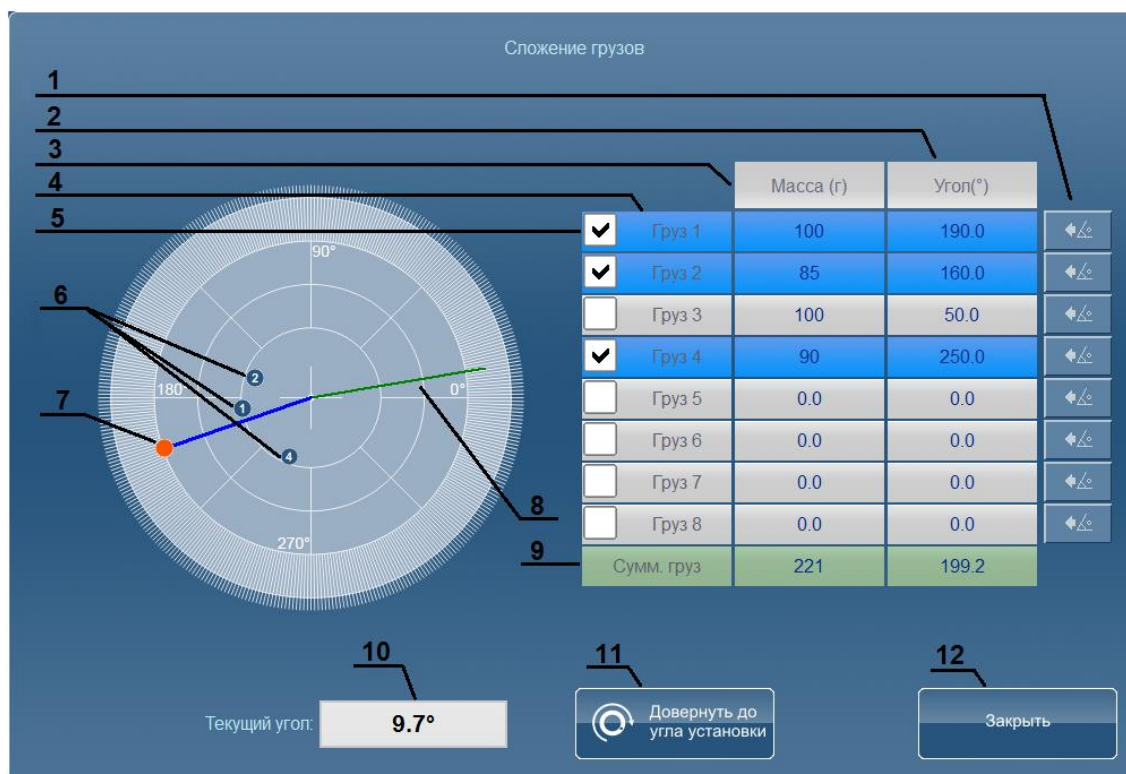 Сложение грузов
1
2
3
4
5
6
7
8
9
10
11
12
Масса (г) Угол(°)
Груз 1 100 190.0
Груз 2 85 160.0
Груз 3 100 50.0
Груз 4 90 250.0
Груз 5 0.0 0.0
Груз 6 0.0 0.0
Груз 7 0.0 0.0
Груз 8 0.0 0.0
Сумм. груз 221 199.2
90°
180°
0°
270°
2
1
4
Текущий угол: 9.7°
Довернуть до
угла установки
Закрыть